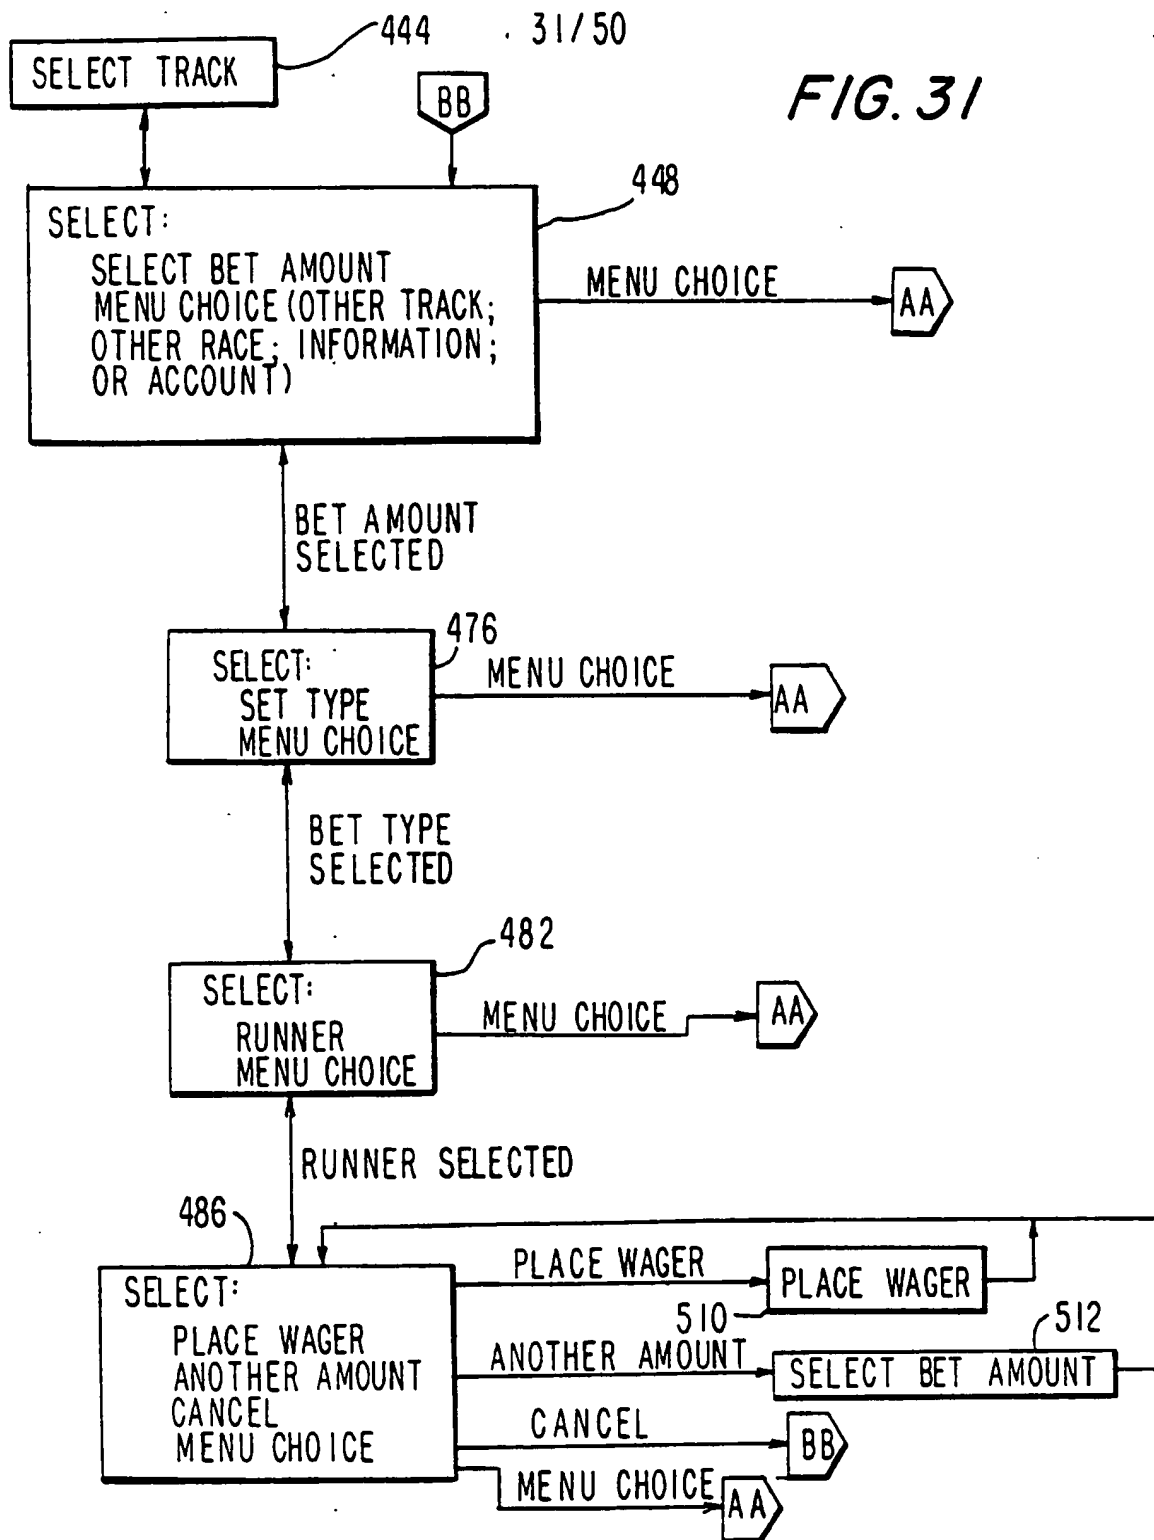 444
31/50
SELECT TRACK
BB
FIG. 31
448
SELECT:
SELECT BET AMOUNT
MENU CHOICE (OTHER TRACK;
OTHER RACE; INFORMATION;
OR ACCOUNT)
MENU CHOICE
AA
BET AMOUNT
SELECTED
476
SELECT:
SET TYPE
MENU CHOICE
MENU CHOICE
AA
BET TYPE
SELECTED
482
SELECT:
RUNNER
MENU CHOICE
MENU CHOICE
AA
RUNNER SELECTED
486
SELECT:
PLACE WAGER
ANOTHER AMOUNT
CANCEL
MENU CHOICE
PLACE WAGER
PLACE WAGER
510
512
ANOTHER AMOUNT
SELECT BET AMOUNT
CANCEL
BB
MENU CHOICE
AA